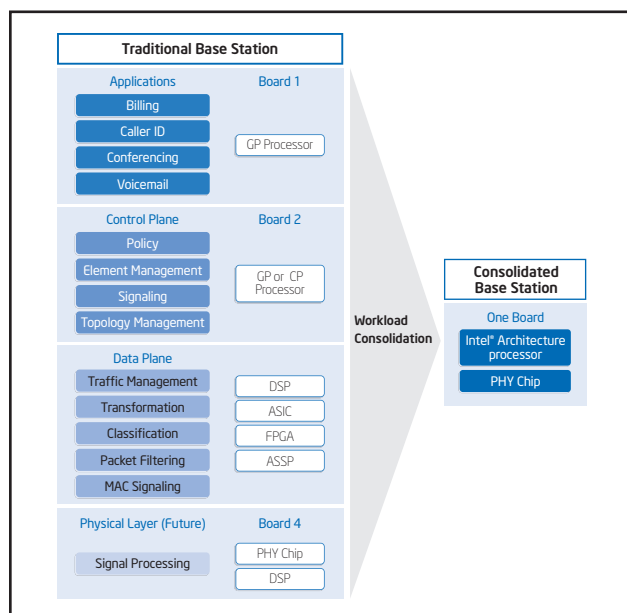 Traditional Base Station
Applications
Board 1
Billing
Caller ID
Conferencing
Voicemail
GP Processor
Control Plane
Board 2
Policy
Element Management
Signaling
Topology Management
GP or CP
Processor
Data Plane
Traffic Management
Transformation
Classification
Packet Filtering
MAC Signaling
DSP
ASIC
FPGA
ASSP
Physical Layer (Future)
Board 4
Signal Processing
PHY Chip
DSP
Workload
Consolidation
Consolidated
Base Station
One Board
Intel® Architecture
processor
PHY Chip